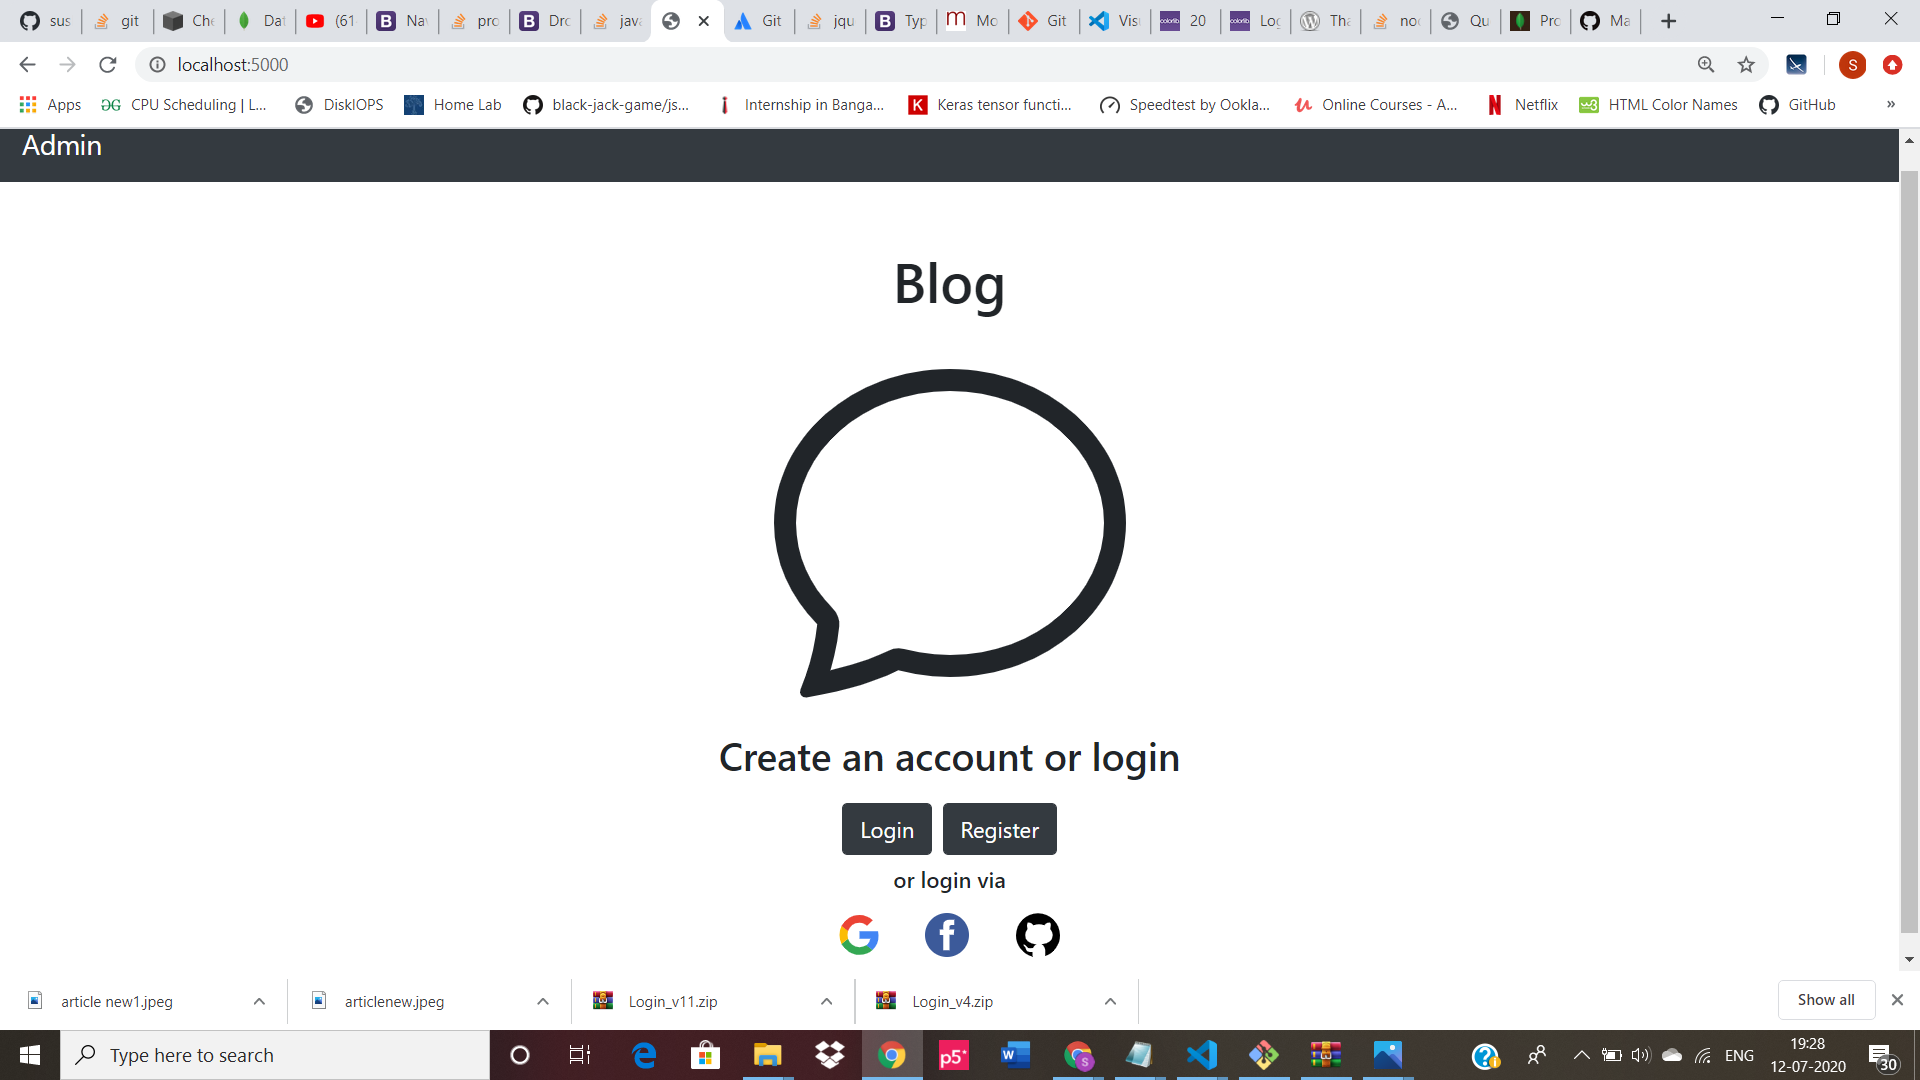 sus git Che Dat (61 Nav pro Dro java Git jqu Typ Mo Git Visu 20 Log Tha noc Qu Pro Ma
localhost:5000
S
Apps CPU Scheduling | L... DiskIOPS Home Lab black-jack-game/js... Internship in Banga... Keras tensor functi... Speedtest by Ookla... Online Courses - A... Netflix HTML Color Names GitHub »
Admin
Blog
Create an account or login
Login Register
or login via
article new1.jpeg articlenew.jpeg Login_v11.zip Login_v4.zip Show all
Type here to search
ENG
19:28
12-07-2020
30